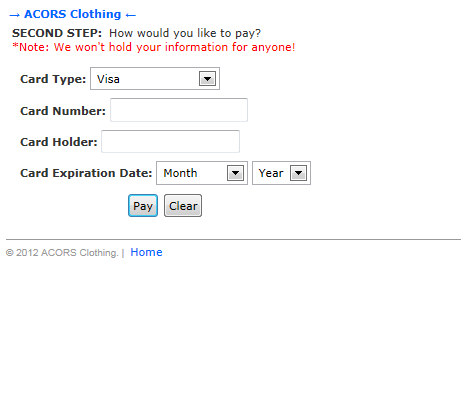 → ACORS Clothing ←
SECOND STEP: How would you like to pay?
*Note: We won't hold your information for anyone!
Card Type: Visa
Card Number:
Card Holder:
Card Expiration Date: Month Year
Pay Clear
© 2012 ACORS Clothing. | Home